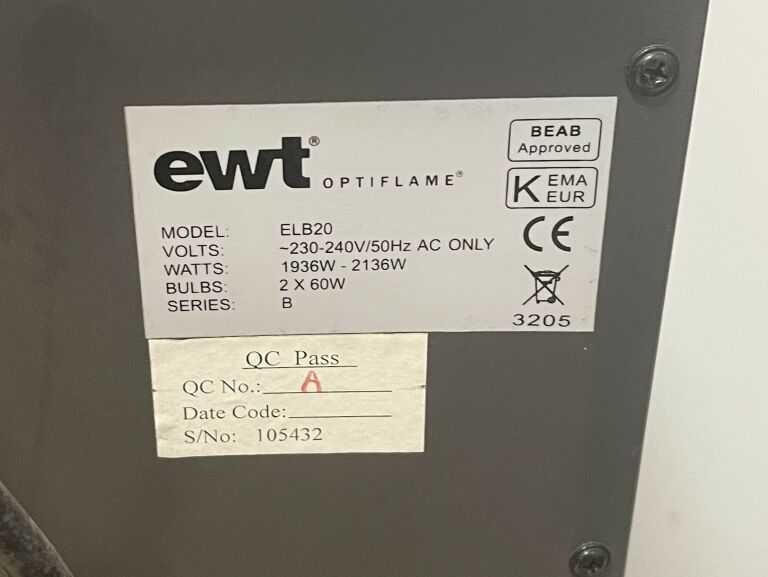 ewt® OPTIFLAME®
BEAB
Approved
K EMA
EUR
CE
MODEL: ELB20
VOLTS: ~230-240V/50Hz AC ONLY
WATTS: 1936W - 2136W
BULBS: 2 X 60W
SERIES: B
3205
QC Pass
QC No.: A
Date Code:
S/No: 105432